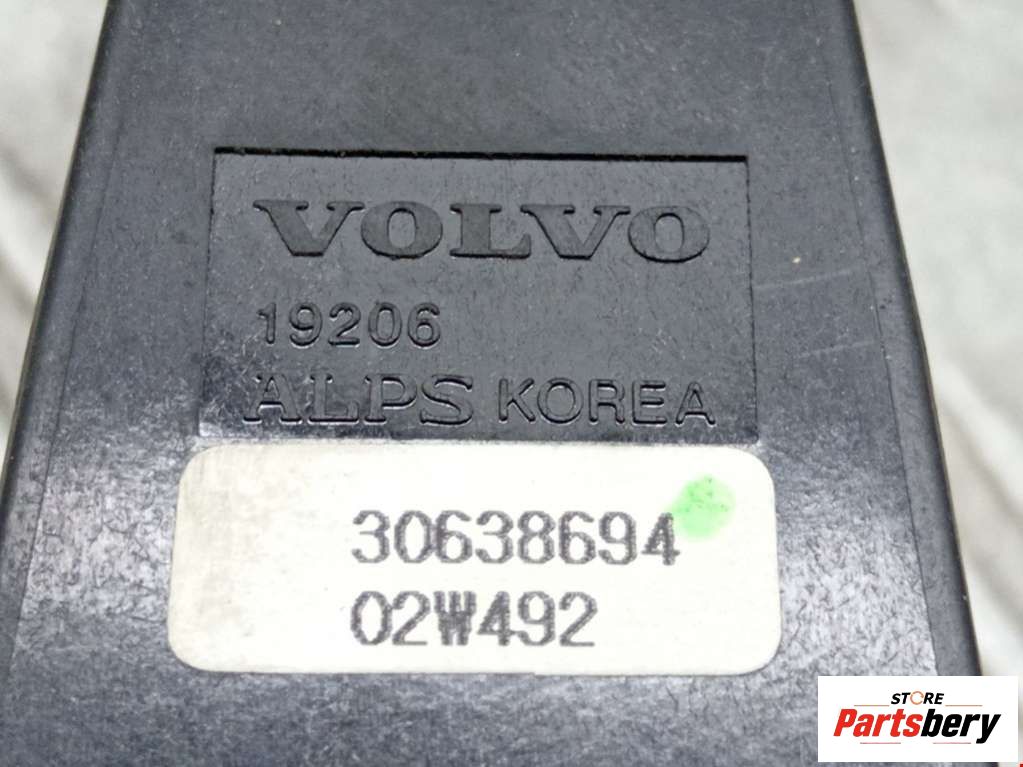 VOLVO
19206
ALPS KOREA
30638694
02W492
STORE
Partsbery